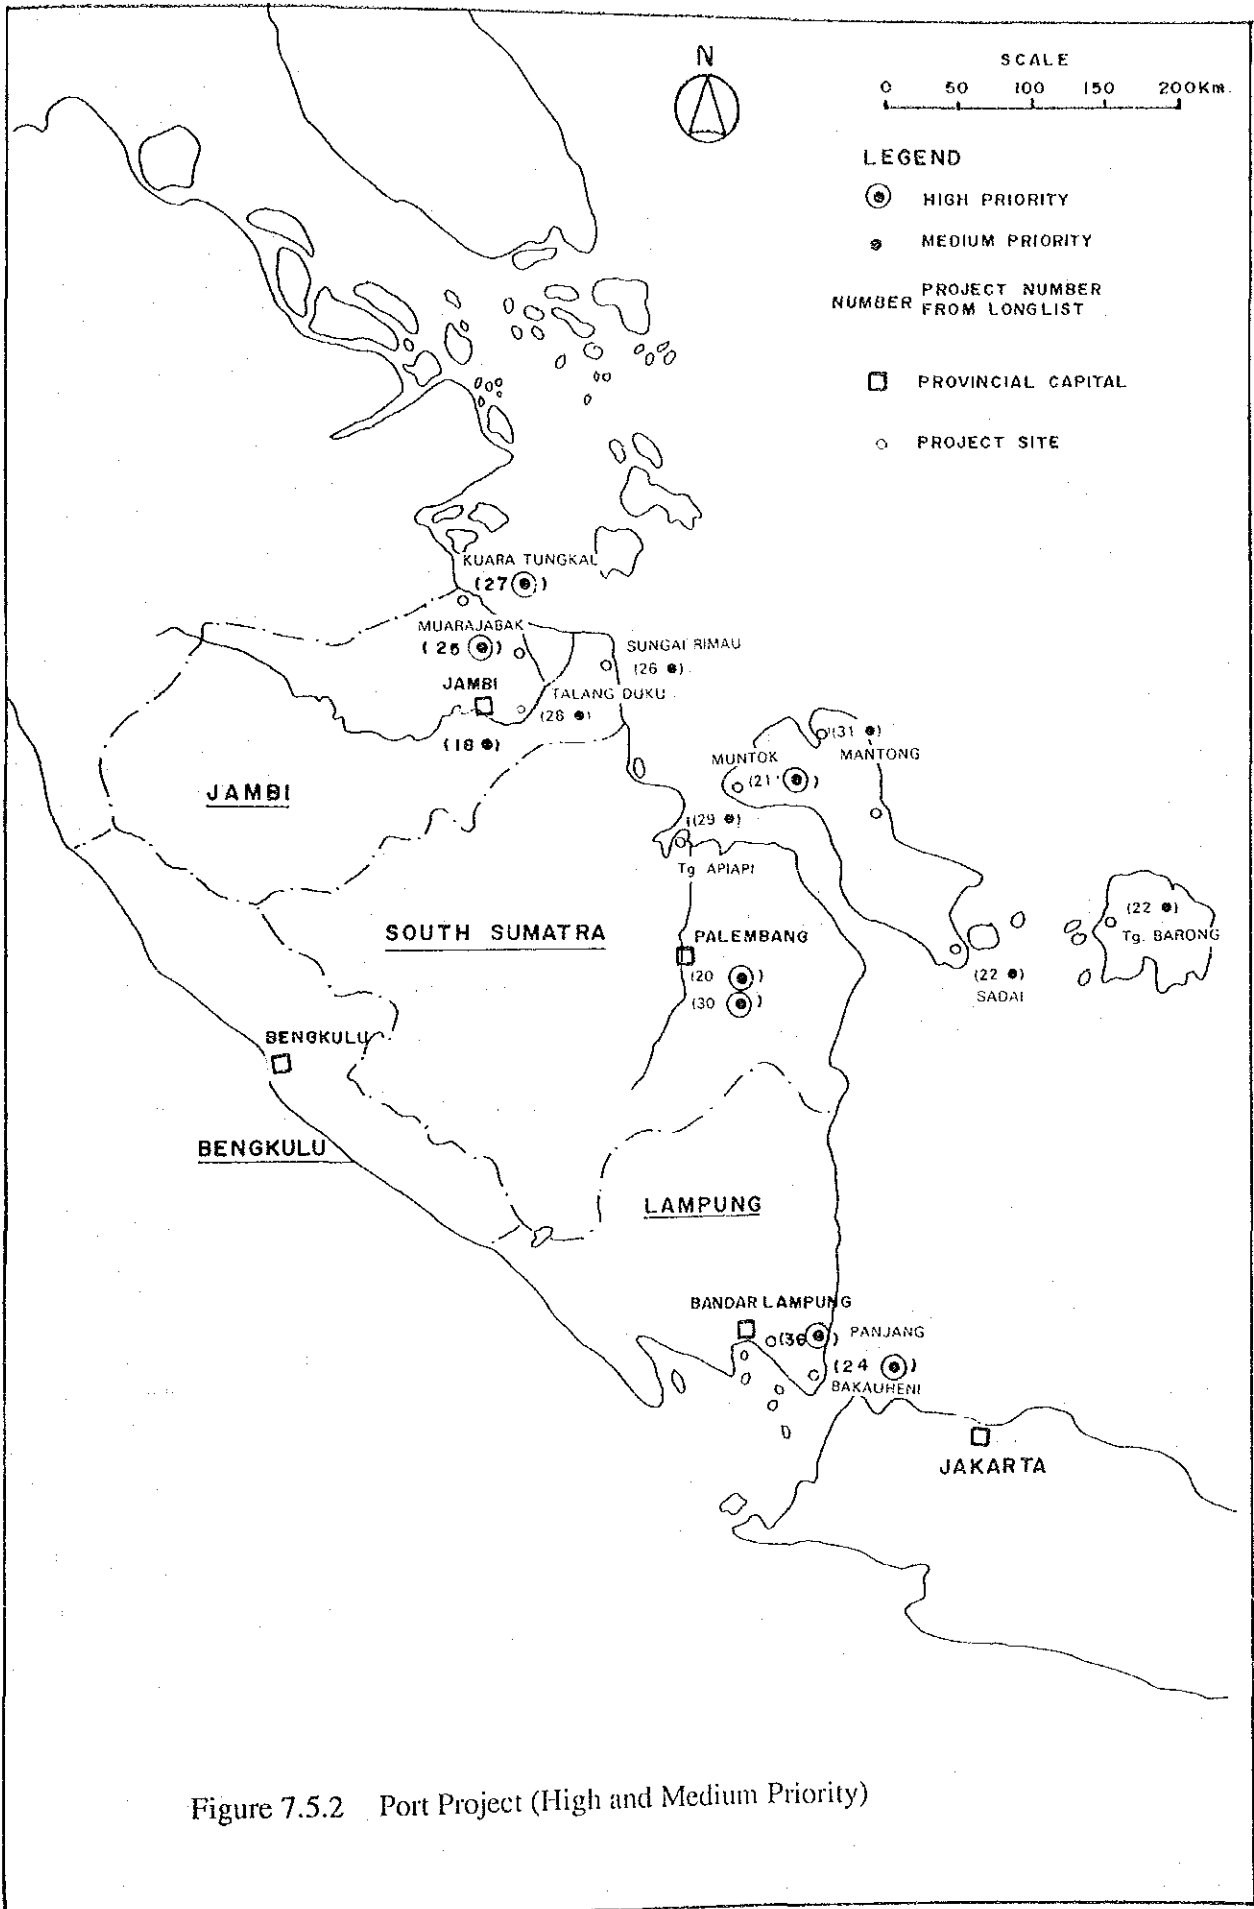 N
SCALE
0 50 100 150 200Km.
LEGEND
HIGH PRIORITY
MEDIUM PRIORITY
NUMBER PROJECT NUMBER
FROM LONGLIST
PROVINCIAL CAPITAL
PROJECT SITE
KUARA TUNGKAL
(27)
MUARAJABAK
(25)
SUNGAI RIMAU
(26)
JAMBI
TALANG DUKU
(28)
(18)
(31)
MANTONG
MUNTOK
(21)
JAMBI
(29)
Tg APIAPI
(22)
Tg. BARONG
SOUTH SUMATRA
PALEMBANG
(20)
(30)
(22)
SADAI
BENGKULU
BENGKULU
LAMPUNG
BANDAR LAMPUNG
(36) PANJANG
(24)
BAKAUHENI
JAKARTA
Figure 7.5.2 Port Project (High and Medium Priority)